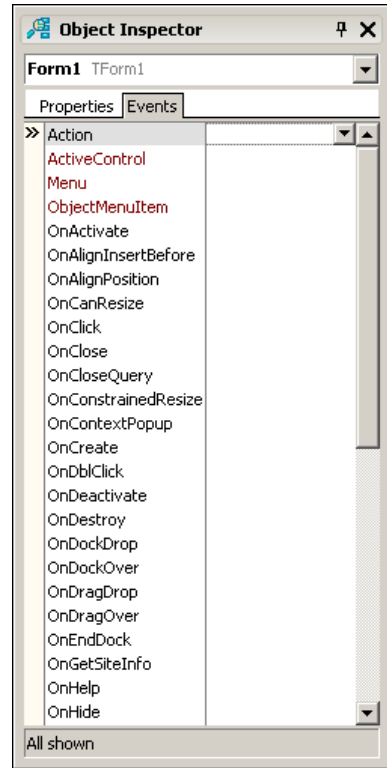 Object Inspector
Form1 TForm1
Properties Events
Action
ActiveControl
Menu
ObjectMenuItem
OnActivate
OnAlignInsertBefore
OnAlignPosition
OnCanResize
OnClick
OnClose
OnCloseQuery
OnConstrainedResize
OnContextPopup
OnCreate
OnDblClick
OnDeactivate
OnDestroy
OnDockDrop
OnDockOver
OnDragDrop
OnDragOver
OnEndDock
OnGetSiteInfo
OnHelp
OnHide
All shown